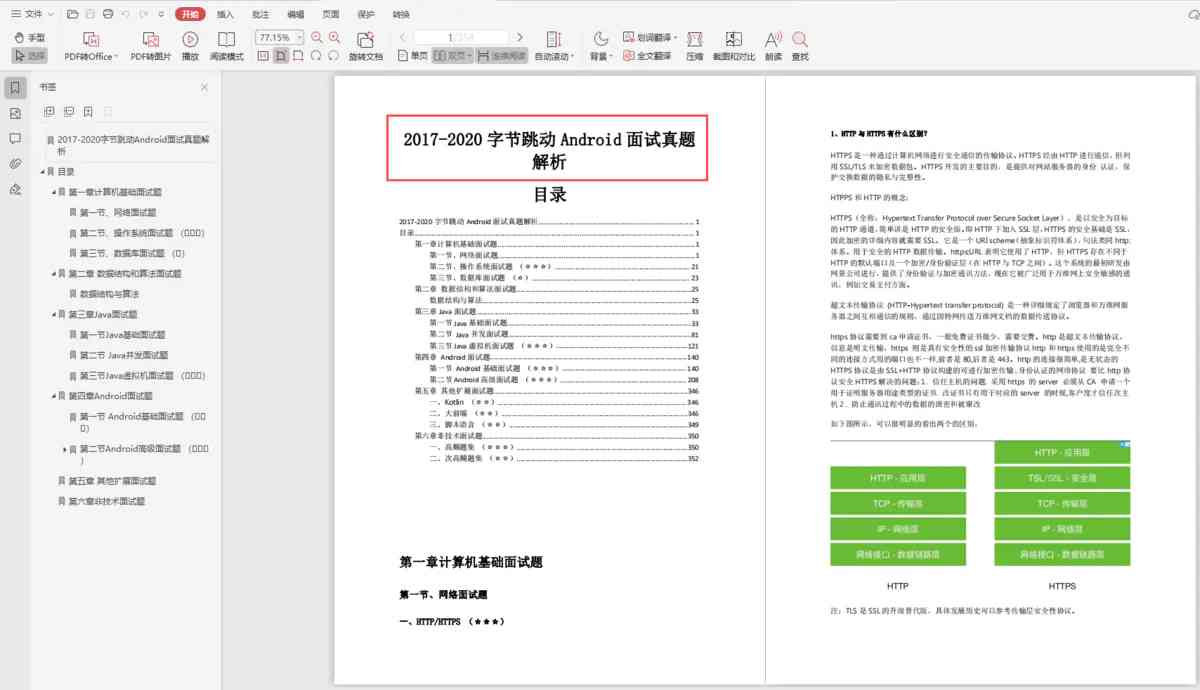 文件
开始
插入
批注
编辑
页面
保护
转换
手型
选择
PDF转Office
PDF转图片
播放
阅读模式
77.15%
旋转文档
1/354
单页
双页
连续阅读
自动滚动
背景
划词翻译
全文翻译
压缩
截图和对比
朗读
查找
书签
2017-2020字节跳动Android面试真题解
析
目录
第一章计算机基础面试题
第一节、网络面试题
第二节、操作系统面试题
第三节、数据库面试题
第二章 数据结构和算法面试题
数据结构与算法
第三章Java面试题
第一节Java基础面试题
第二节 Java并发面试题
第三节Java虚拟机面试题
第四章Android面试题
第一节 Android基础面试题
第二节Android高级面试题
第五章 其他扩展面试题
第六章非技术面试题
2017-2020 字节跳动 Android 面试真题
解析
目录
2017-2020 字节跳动 Android 面试真题解析 1
目录 1
第一章计算机基础面试题 1
第一节、网络面试题 1
第二节、操作系统面试题 （☆☆☆） 21
第三节、数据库面试题 （☆） 23
第二章 数据结构和算法面试题 25
数据结构与算法 25
第三章 Java 面试题 33
第一节 Java 基础面试题 33
第二节 Java 并发面试题 81
第三节 Java 虚拟机面试题 （☆☆☆） 121
第四章 Android 面试题 140
第一节 Android 基础面试题 （☆☆☆） 140
第二节 Android 高级面试题 （☆☆☆） 208
第五章 其他扩展面试题 346
一、Kotlin （☆☆） 346
二、大前端 （☆☆） 346
三、脚本语言 （☆☆） 349
第六章非技术面试题 350
一、高频题集 （☆☆） 350
二、次高频题集 （☆☆） 352
第一章计算机基础面试题
第一节、网络面试题
一、HTTP/HTTPS （★★★）
1、HTTP 与 HTTPS 有什么区别？
HTTPS 是一种通过计算机网络进行安全通信的传输协议。HTTPS 经由 HTTP 进行通信，但利
用 SSL/TLS 来加密数据包。HTTPS 开发的主要目的，是提供对网站服务器的身份 认证，保
护交换数据的隐私与完整性。
HTPPS 和 HTTP 的概念：
HTTPS（全称：Hypertext Transfer Protocol over Secure Socket Layer），是以安全为目标
的 HTTP 通道，简单讲是 HTTP 的安全版。即 HTTP 下加入 SSL 层，HTTPS 的安全基础是 SSL，
因此加密的详细内容就需要 SSL。它是一个 URI scheme（抽象标识符体系），句法类同 http:
体系。用于安全的 HTTP 数据传输。https:URL 表明它使用了 HTTP，但 HTTPS 存在不同于
HTTP 的默认端口及一个加密/身份验证层（在 HTTP 与 TCP 之间）。这个系统的最初研发由
网景公司进行，提供了身份验证与加密通讯方法，现在它被广泛用于万维网上安全敏感的通
讯，例如交易支付方面。
超文本传输协议 (HTTP-Hypertext transfer protocol) 是一种详细规定了浏览器和万维网服
务器之间互相通信的规则，通过因特网传送万维网文档的数据传送协议。
https 协议需要到 ca 申请证书，一般免费证书很少，需要交费。http 是超文本传输协议，
信息是明文传输，https 则是具有安全性的 ssl 加密传输协议 http 和 https 使用的是完全不
同的连接方式用的端口也不一样,前者是 80,后者是 443。http 的连接很简单,是无状态的
HTTPS 协议是由 SSL+HTTP 协议构建的可进行加密传输、身份认证的网络协议 要比 http 协
议安全 HTTPS 解决的问题：1 . 信任主机的问题. 采用 https 的 server 必须从 CA 申请一个
用于证明服务器用途类型的证书. 改证书只有用于对应的 server 的时候,客户度才信任次主
机 2 . 防止通讯过程中的数据的泄密和被窜改
如下图所示，可以很明显的看出两个的区别：
HTTP - 应用层
HTTP - 应用层
TSL/SSL - 安全层
TCP - 传输层
TCP - 传输层
IP - 网络层
IP - 网络层
网络接口 - 数据链路层
网络接口 - 数据链路层
HTTP
HTTPS
注：TLS 是 SSL 的升级替代版，具体发展历史可以参考传输层安全性协议。